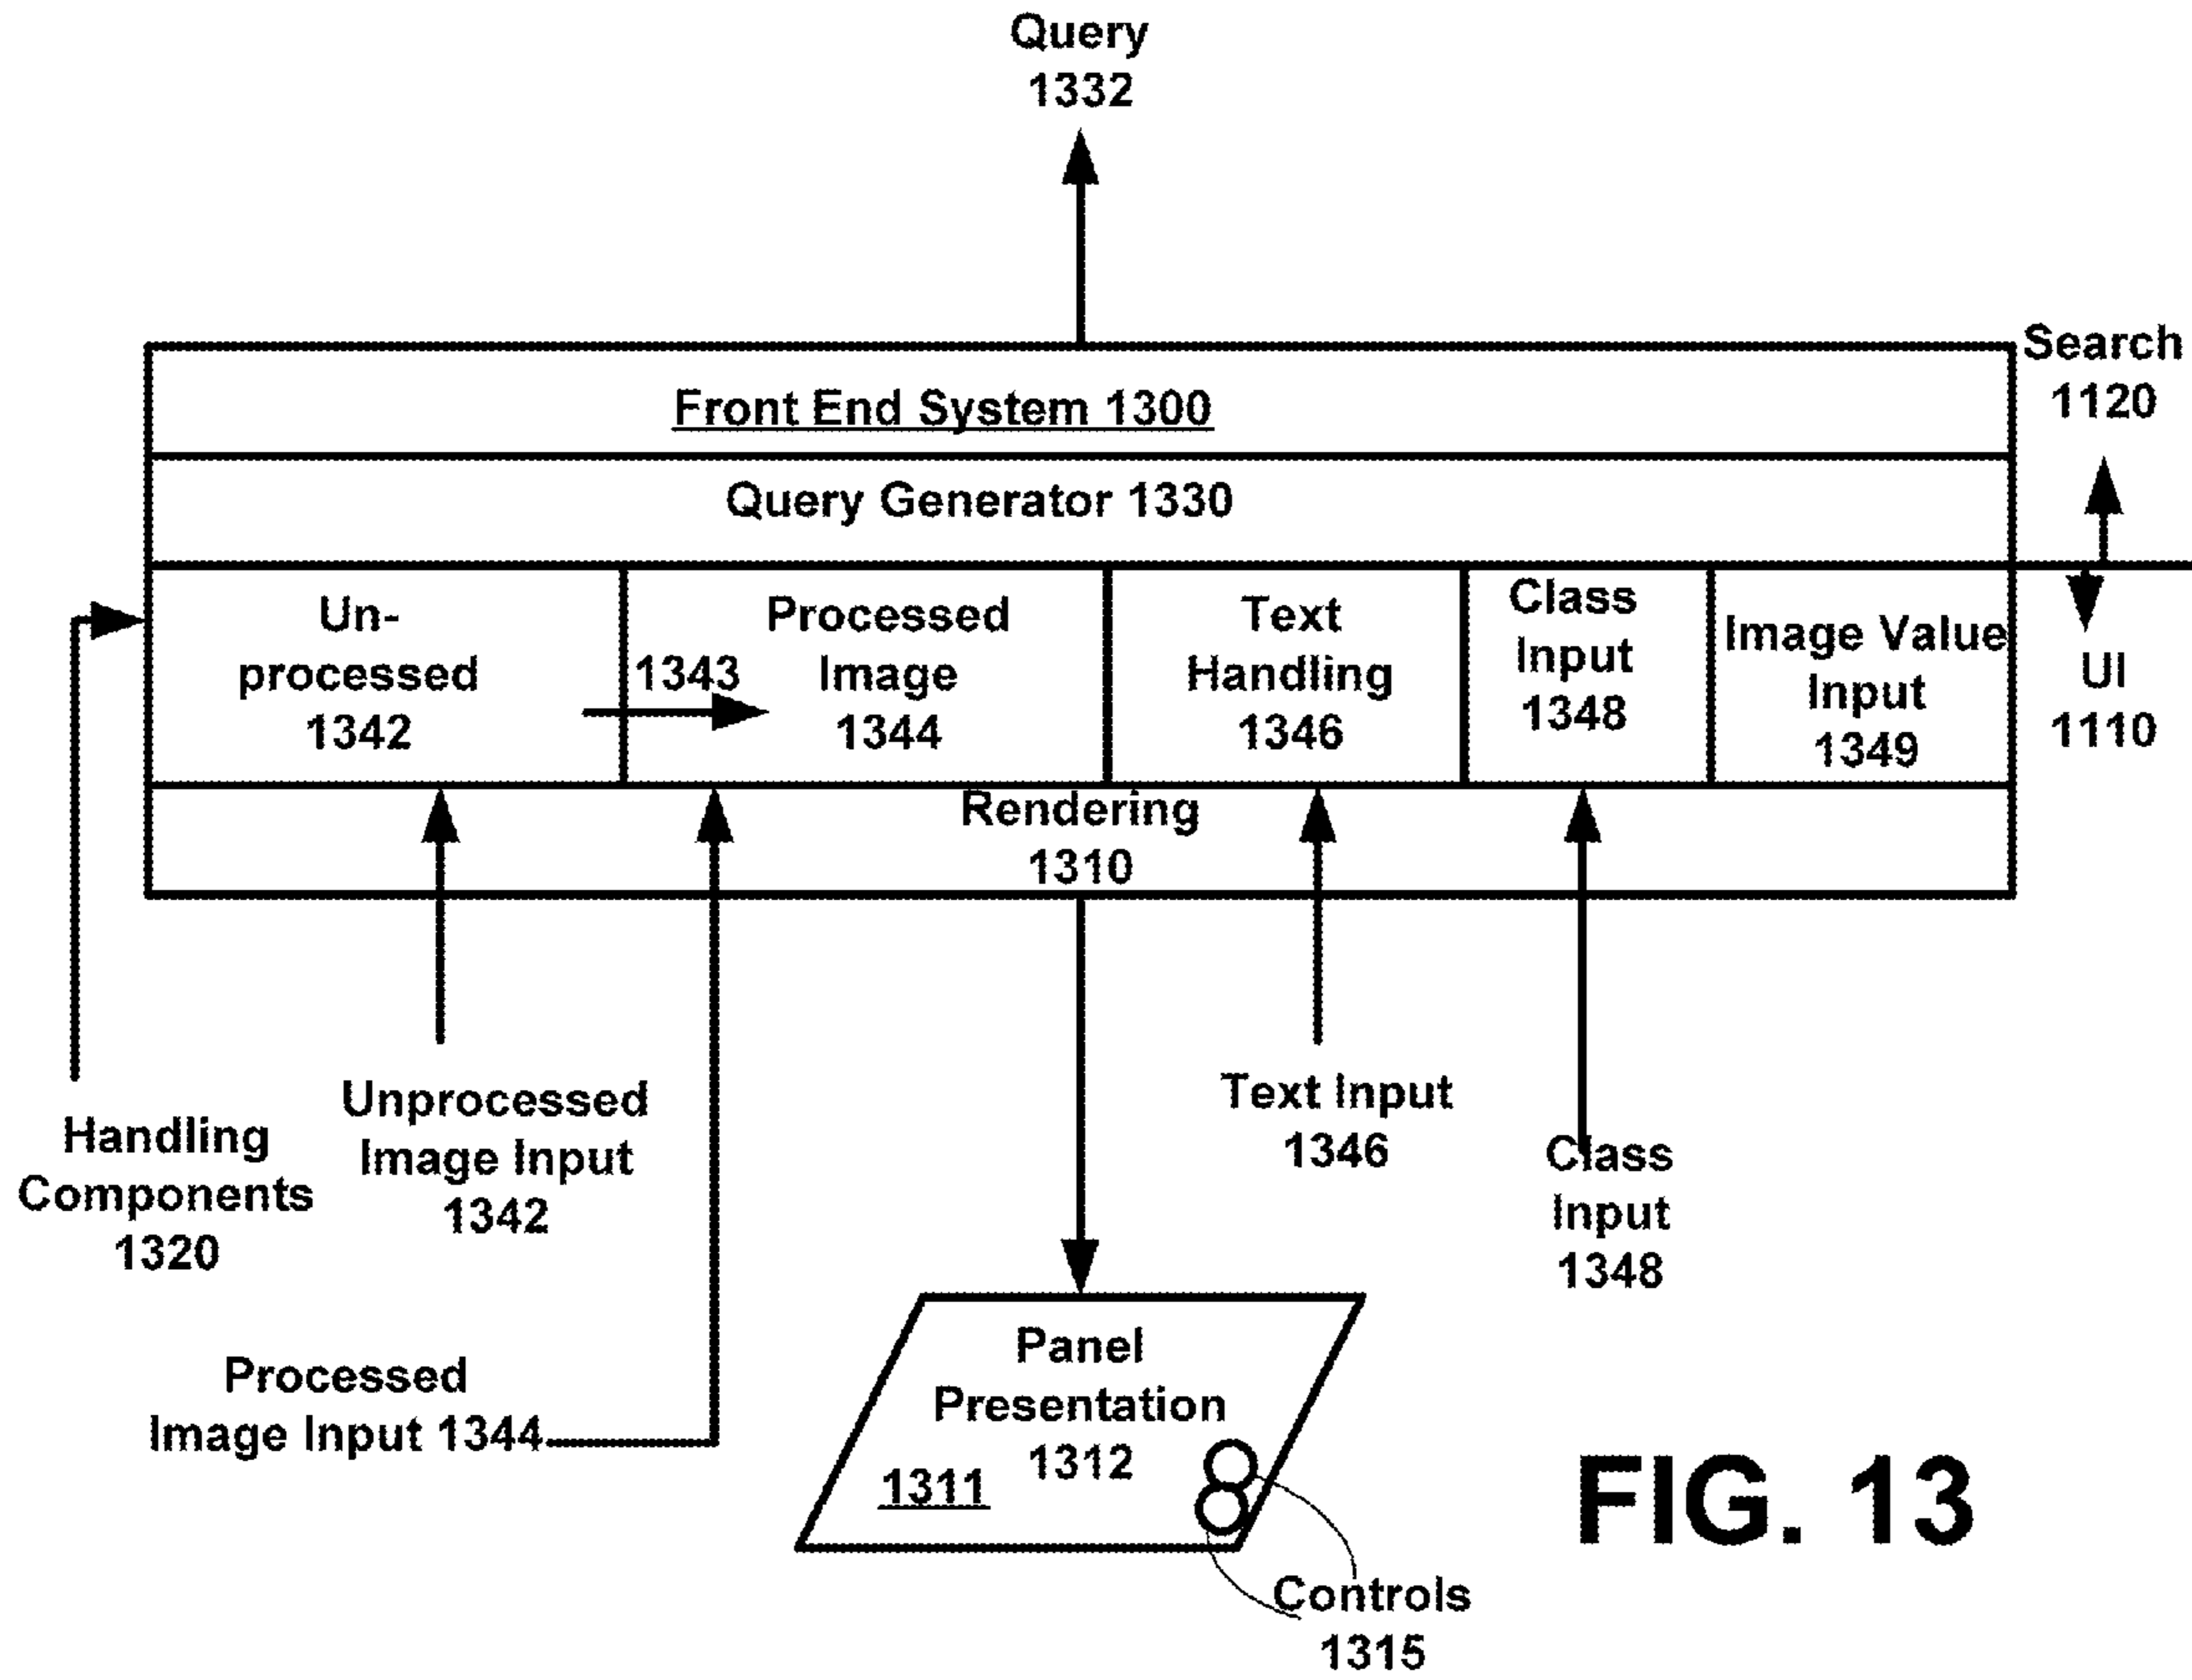 Query
1332
Search
1120
Front End System 1300
Query Generator 1330
Un-
processed
1342
1343
Processed
Image
1344
Text
Handling
1346
Class
Input
1348
Image Value
Input
1349
UI
1110
Rendering
1310
Handling
Components
1320
Unprocessed
Image Input
1342
Text Input
1346
Class
Input
1348
Processed
Image Input 1344
Panel
Presentation
1312
1311
Controls
1315
FIG. 13